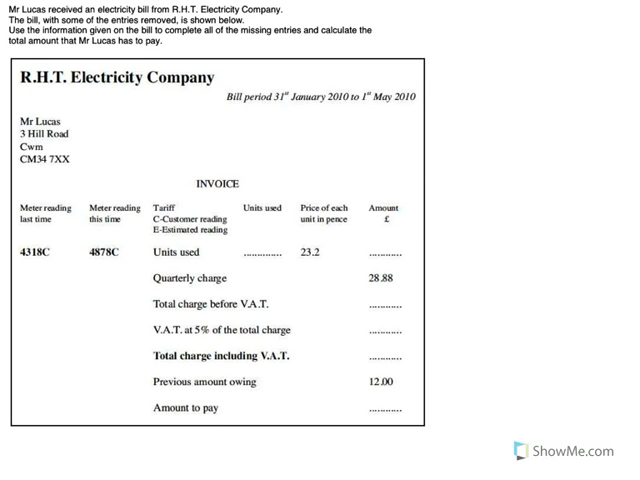 Mr Lucas received an electricity bill from R.H.T. Electricity Company.
The bill, with some of the entries removed, is shown below.
Use the information given on the bill to complete all of the missing entries and calculate the
total amount that Mr Lucas has to pay.
R.H.T. Electricity Company
Bill period 31st January 2010 to 1st May 2010
Mr Lucas
3 Hill Road
Cwm
CM34 7XX
INVOICE
Meter reading last time Meter reading this time Tariff C-Customer reading E-Estimated reading Units used Price of each unit in pence Amount £
4318C 4878C Units used .............. 23.2 ............
Quarterly charge 28.88
Total charge before V.A.T. ............
V.A.T. at 5% of the total charge ............
Total charge including V.A.T. ............
Previous amount owing 12.00
Amount to pay ............
ShowMe.com